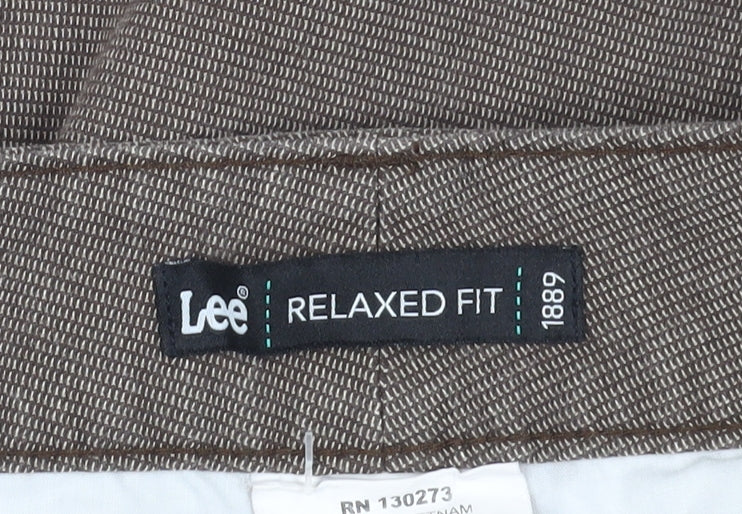 Lee®
RELAXED FIT
1889
RN 130273